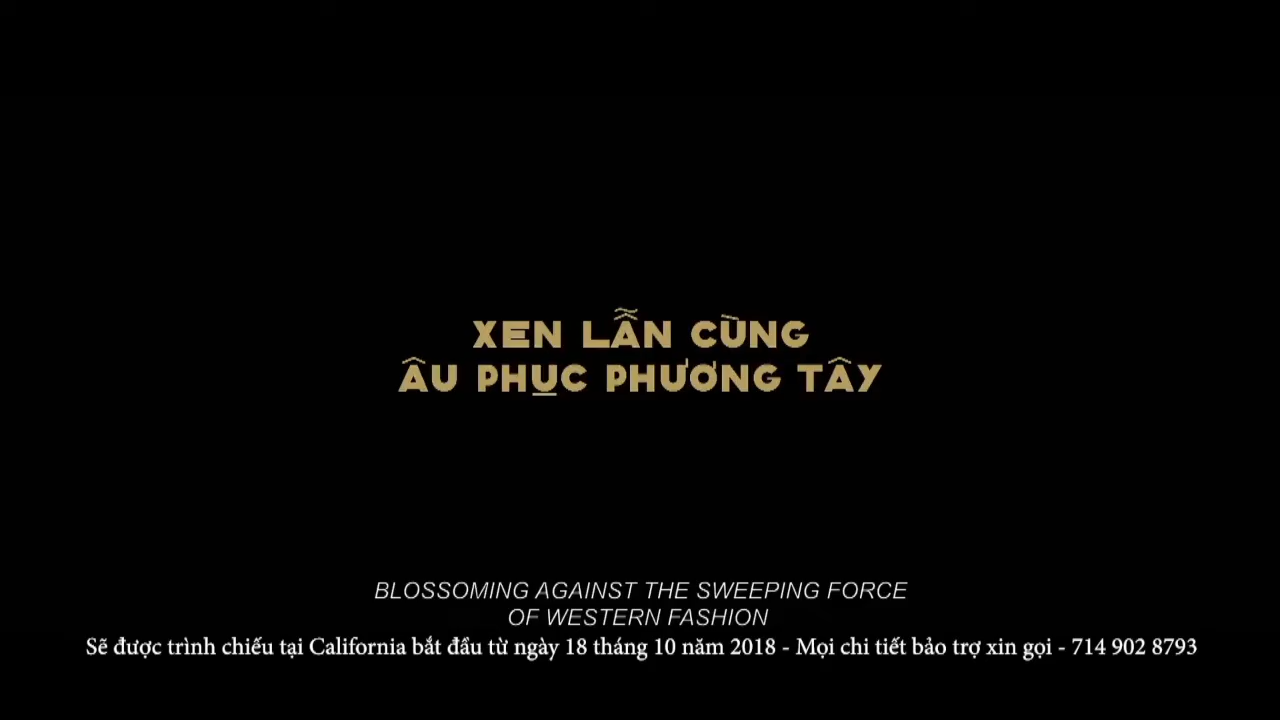 XEN LẪN CÙNG
ÂU PHỤC PHƯƠNG TÂY
BLOSSOMING AGAINST THE SWEEPING FORCE
OF WESTERN FASHION
Sẽ được trình chiếu tại California bắt đầu từ ngày 18 tháng 10 năm 2018 - Mọi chi tiết bảo trợ xin gọi - 714 902 8793